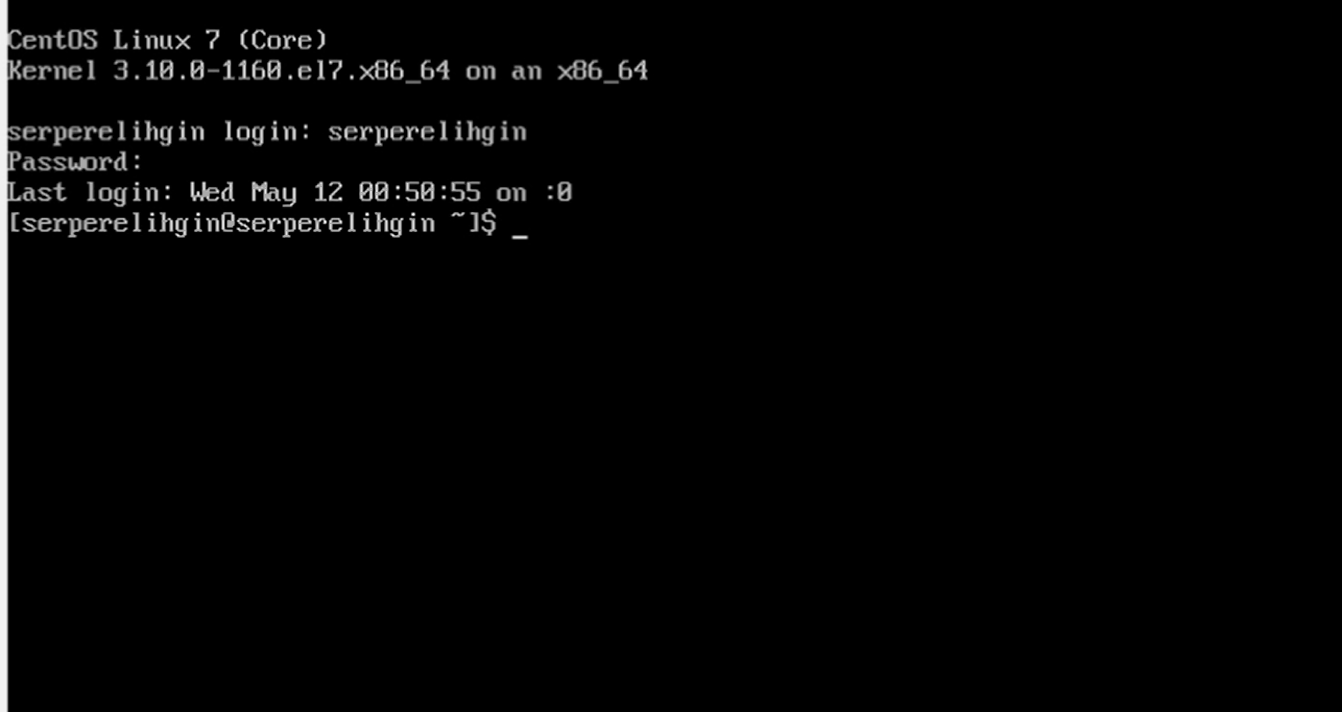 CentOS Linux 7 (Core)
Kernel 3.10.0-1160.el7.x86_64 on an x86_64
serperelihgin login: serperelihgin
Password:
Last login: Wed May 12 00:50:55 on :0
[serperelihgin@serperelihgin ~]$ _